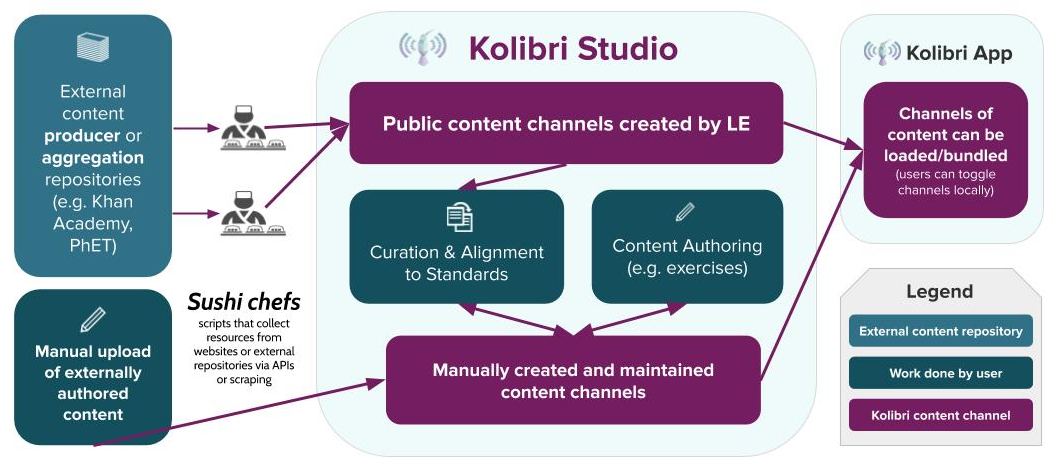 External
content
producer or
aggregation
repositories
(e.g. Khan
Academy,
PhET)
Manual upload
of externally
authored
content
Sushi chefs
scripts that collect
resources from
websites or external
repositories via APIs
or scraping
Kolibri Studio
Public content channels created by LE
Curation & Alignment
to Standards
Content Authoring
(e.g. exercises)
Manually created and maintained
content channels
Kolibri App
Channels of
content can be
loaded/bundled
(users can toggle
channels locally)
Legend
External content repository
Work done by user
Kolibri content channel